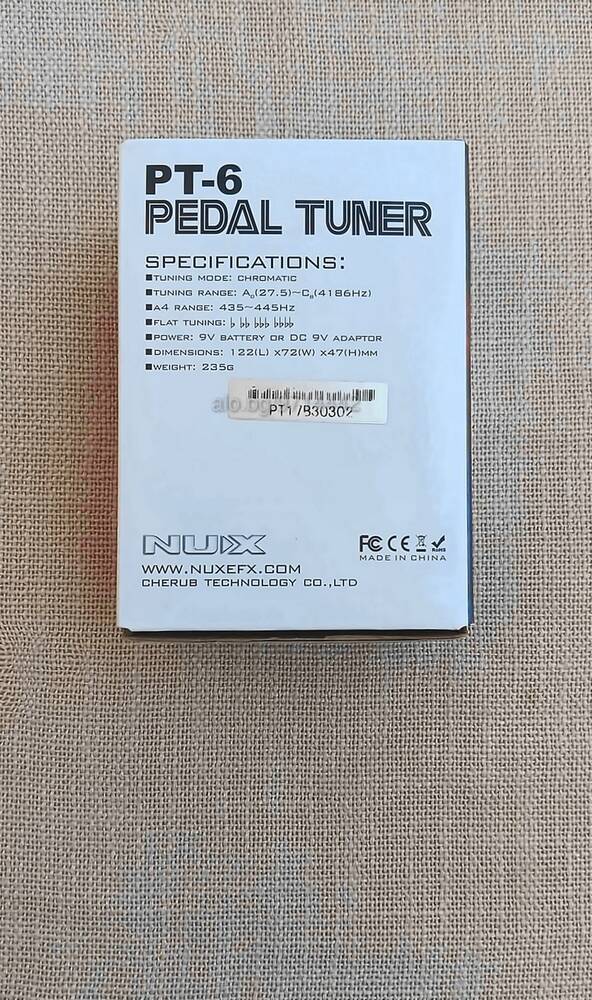 PT-6
PEDAL TUNER
SPECIFICATIONS:
■TUNING MODE: CHROMATIC
■TUNING RANGE: A₀(27.5)~C₈(4186Hz)
■A4 RANGE: 435~445Hz
■FLAT TUNING: ♭ ♭♭ ♭♭♭ ♭♭♭♭
■POWER: 9V BATTERY OR DC 9V ADAPTOR
■DIMENSIONS: 122(L) x72(W) x47(H)MM
■WEIGHT: 235G
PT17B30302
NUX
FC CE RoHS
MADE IN CHINA
WWW.NUXEFX.COM
CHERUB TECHNOLOGY CO.,LTD